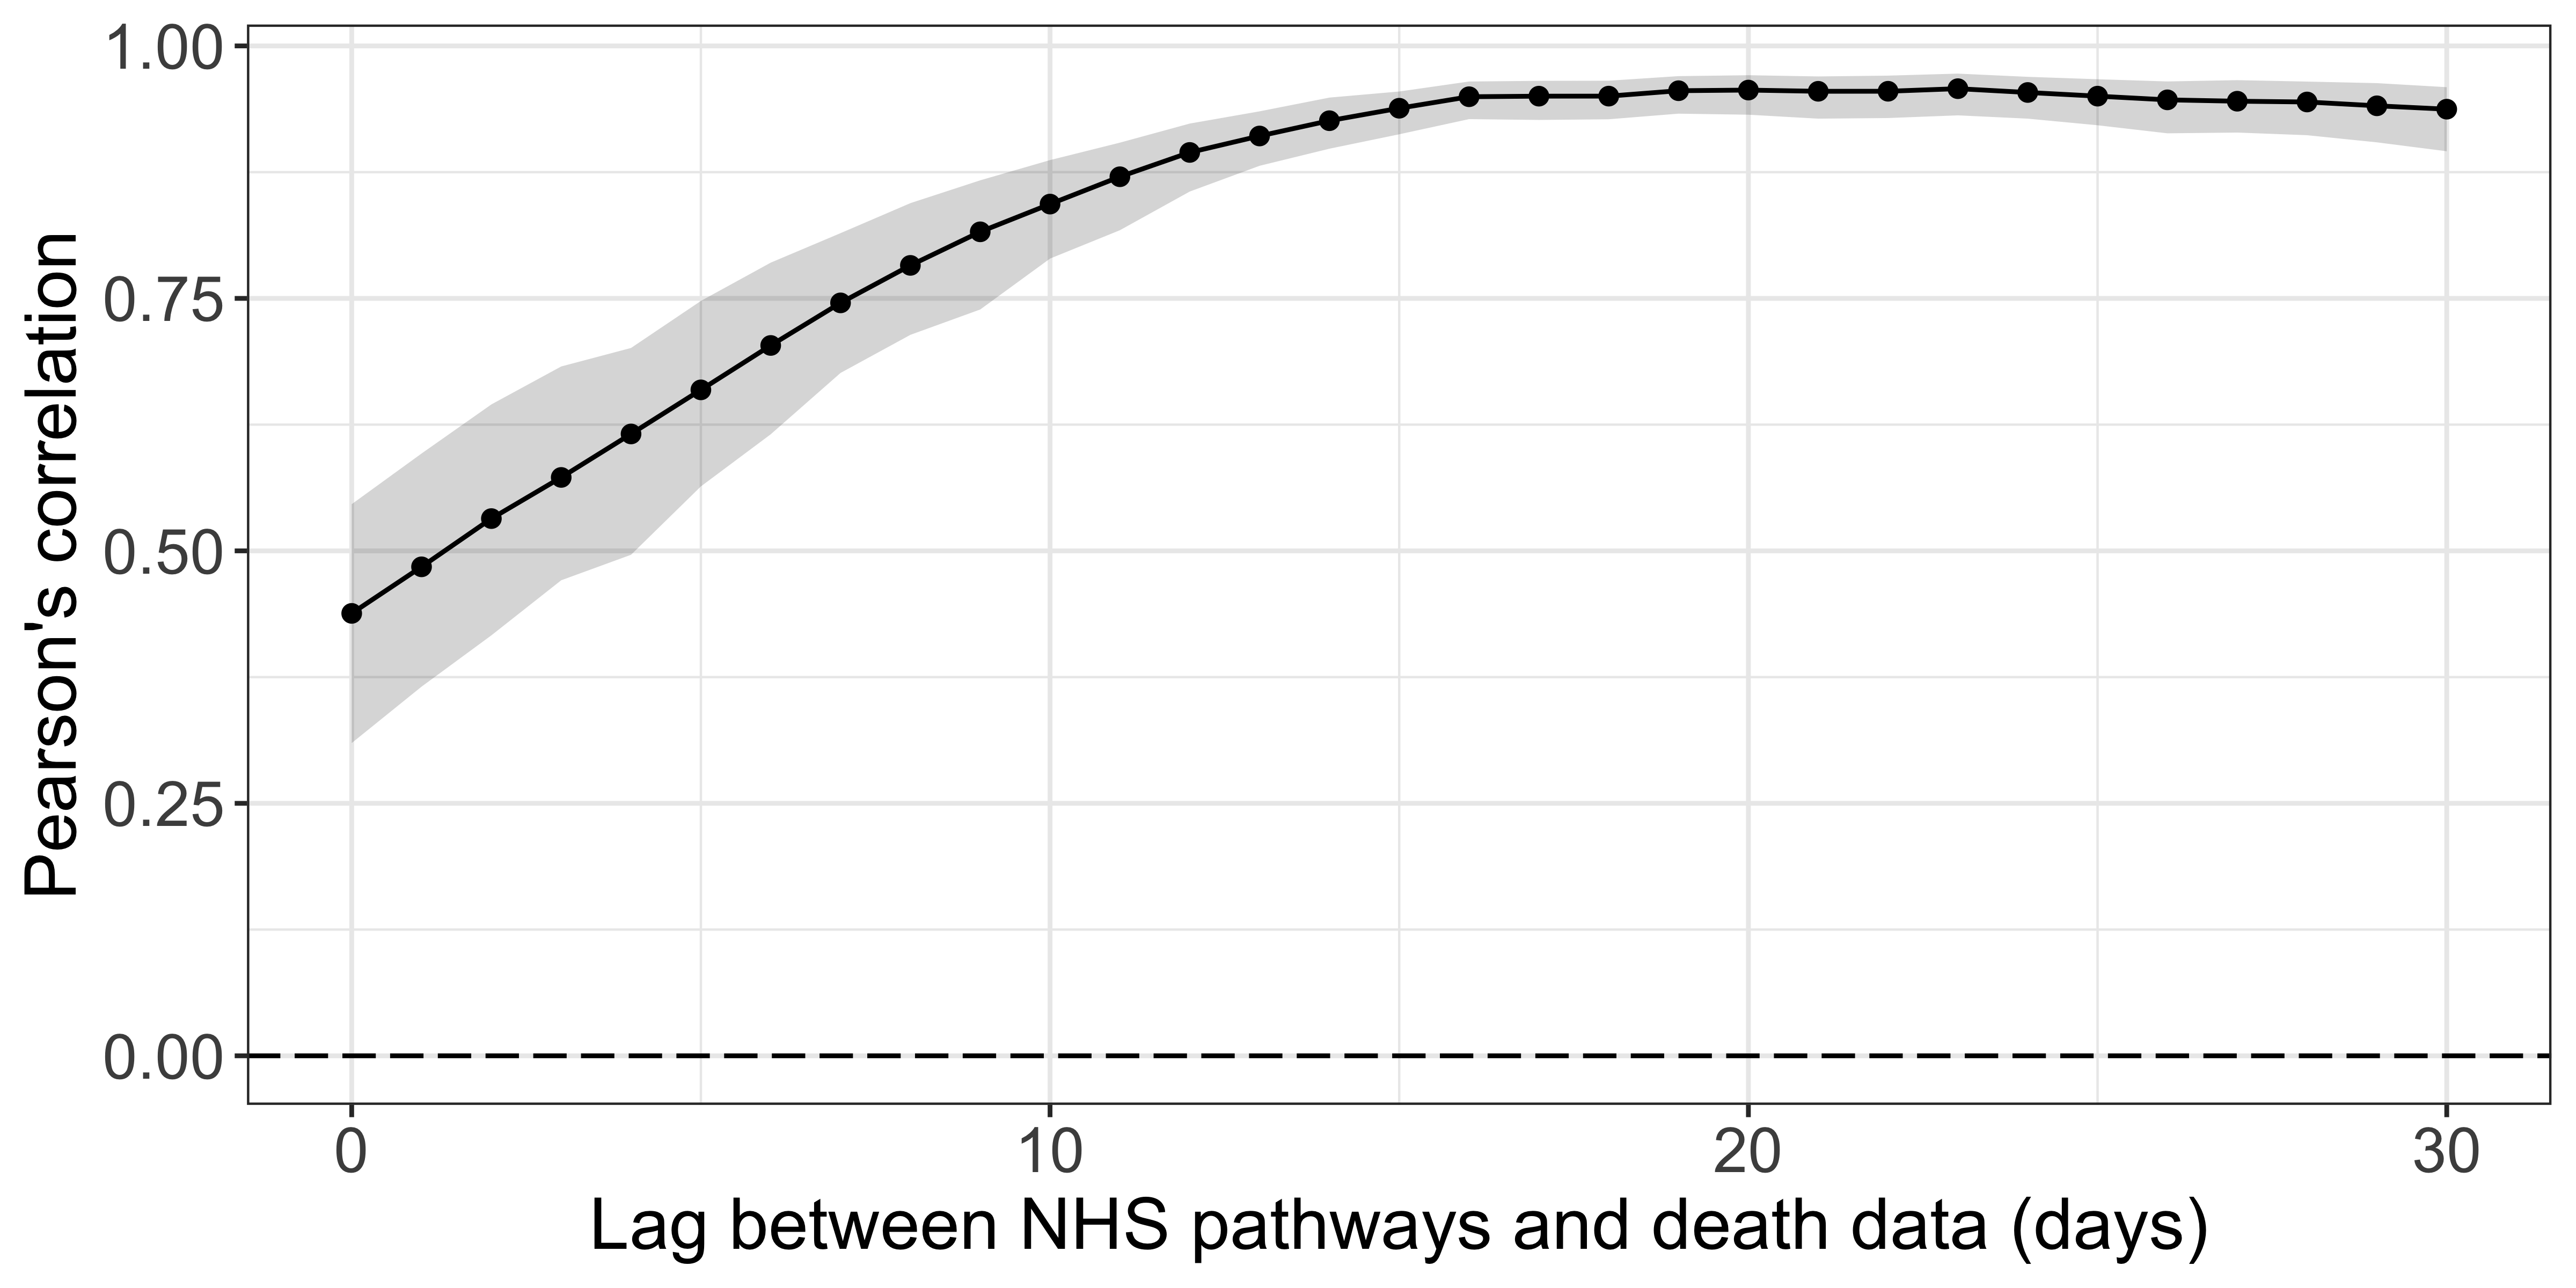 Pearson's correlation
1.00
0.75
0.50
0.25
0.00
0 10 20 30
Lag between NHS pathways and death data (days)